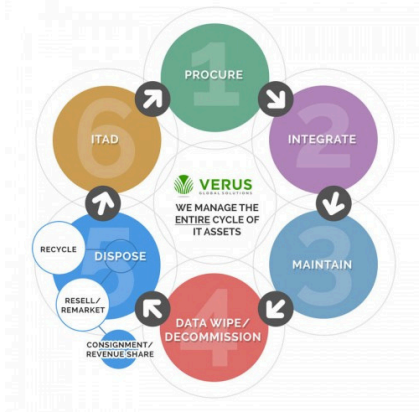 1
PROCURE
2
INTEGRATE
3
MAINTAIN
4
DATA WIPE/
DECOMMISSION
5
DISPOSE
RECYCLE
RESELL/
REMARKET
CONSIGNMENT/
REVENUE SHARE
6
ITAD
VERUS
GLOBAL SOLUTIONS
WE MANAGE THE
ENTIRE CYCLE OF
IT ASSETS